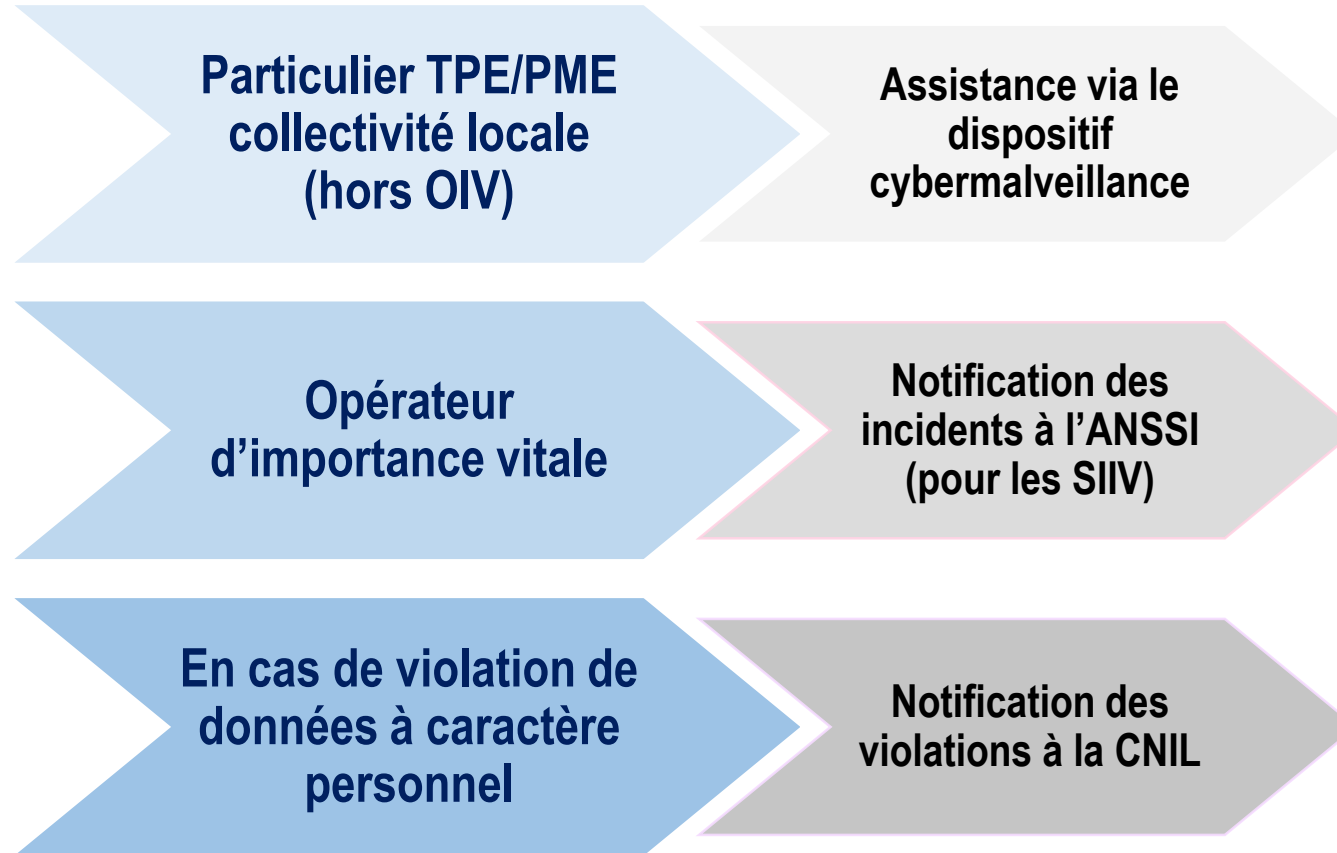 Particulier TPE/PME
collectivité locale
(hors OIV)
Assistance via le
dispositif
cybermalveillance
Opérateur
d’importance vitale
Notification des
incidents à l’ANSSI
(pour les SIIV)
En cas de violation de
données à caractère
personnel
Notification des
violations à la CNIL